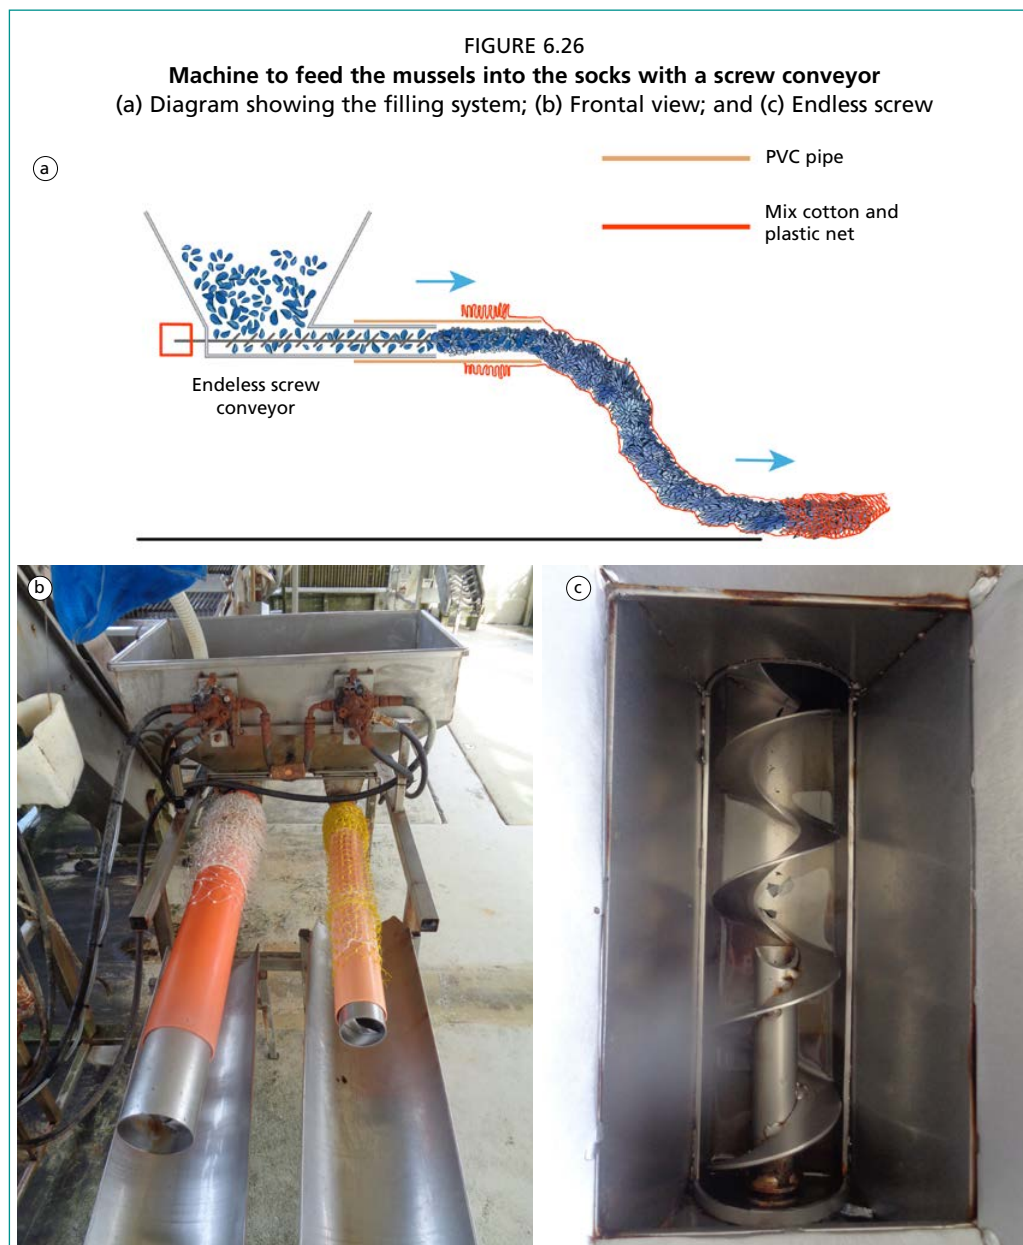 FIGURE 6.26
Machine to feed the mussels into the socks with a screw conveyor
(a) Diagram showing the filling system; (b) Frontal view; and (c) Endless screw
a
PVC pipe
Mix cotton and
plastic net
Endeless screw
conveyor
b
c